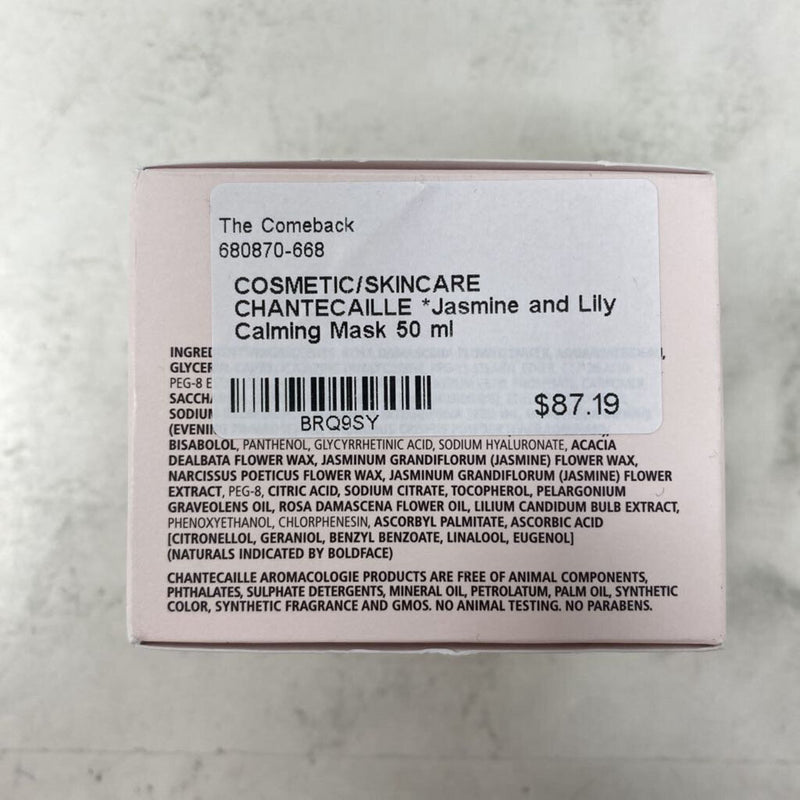 The Comeback
680870-668
COSMETIC/SKINCARE
CHANTECAILLE *Jasmine and Lily
Calming Mask 50 ml
$87.19
BRQ9SY
INGRED
GLYCER
PEG-8 E
SACCHA
SODIUM
(EVENIN
BISABOLOL, PANTHENOL, GLYCYRRHETINIC ACID, SODIUM HYALURONATE, ACACIA
DEALBATA FLOWER WAX, JASMINUM GRANDIFLORUM (JASMINE) FLOWER WAX,
NARCISSUS POETICUS FLOWER WAX, JASMINUM GRANDIFLORUM (JASMINE) FLOWER
EXTRACT, PEG-8, CITRIC ACID, SODIUM CITRATE, TOCOPHEROL, PELARGONIUM
GRAVEOLENS OIL, ROSA DAMASCENA FLOWER OIL, LILIUM CANDIDUM BULB EXTRACT,
PHENOXYETHANOL, CHLORPHENESIN, ASCORBYL PALMITATE, ASCORBIC ACID
[CITRONELLOL, GERANIOL, BENZYL BENZOATE, LINALOOL, EUGENOL]
(NATURALS INDICATED BY BOLDFACE)
CHANTECAILLE AROMACOLOGIE PRODUCTS ARE FREE OF ANIMAL COMPONENTS,
PHTHALATES, SULPHATE DETERGENTS, MINERAL OIL, PETROLATUM, PALM OIL, SYNTHETIC
COLOR, SYNTHETIC FRAGRANCE AND GMOS. NO ANIMAL TESTING. NO PARABENS.